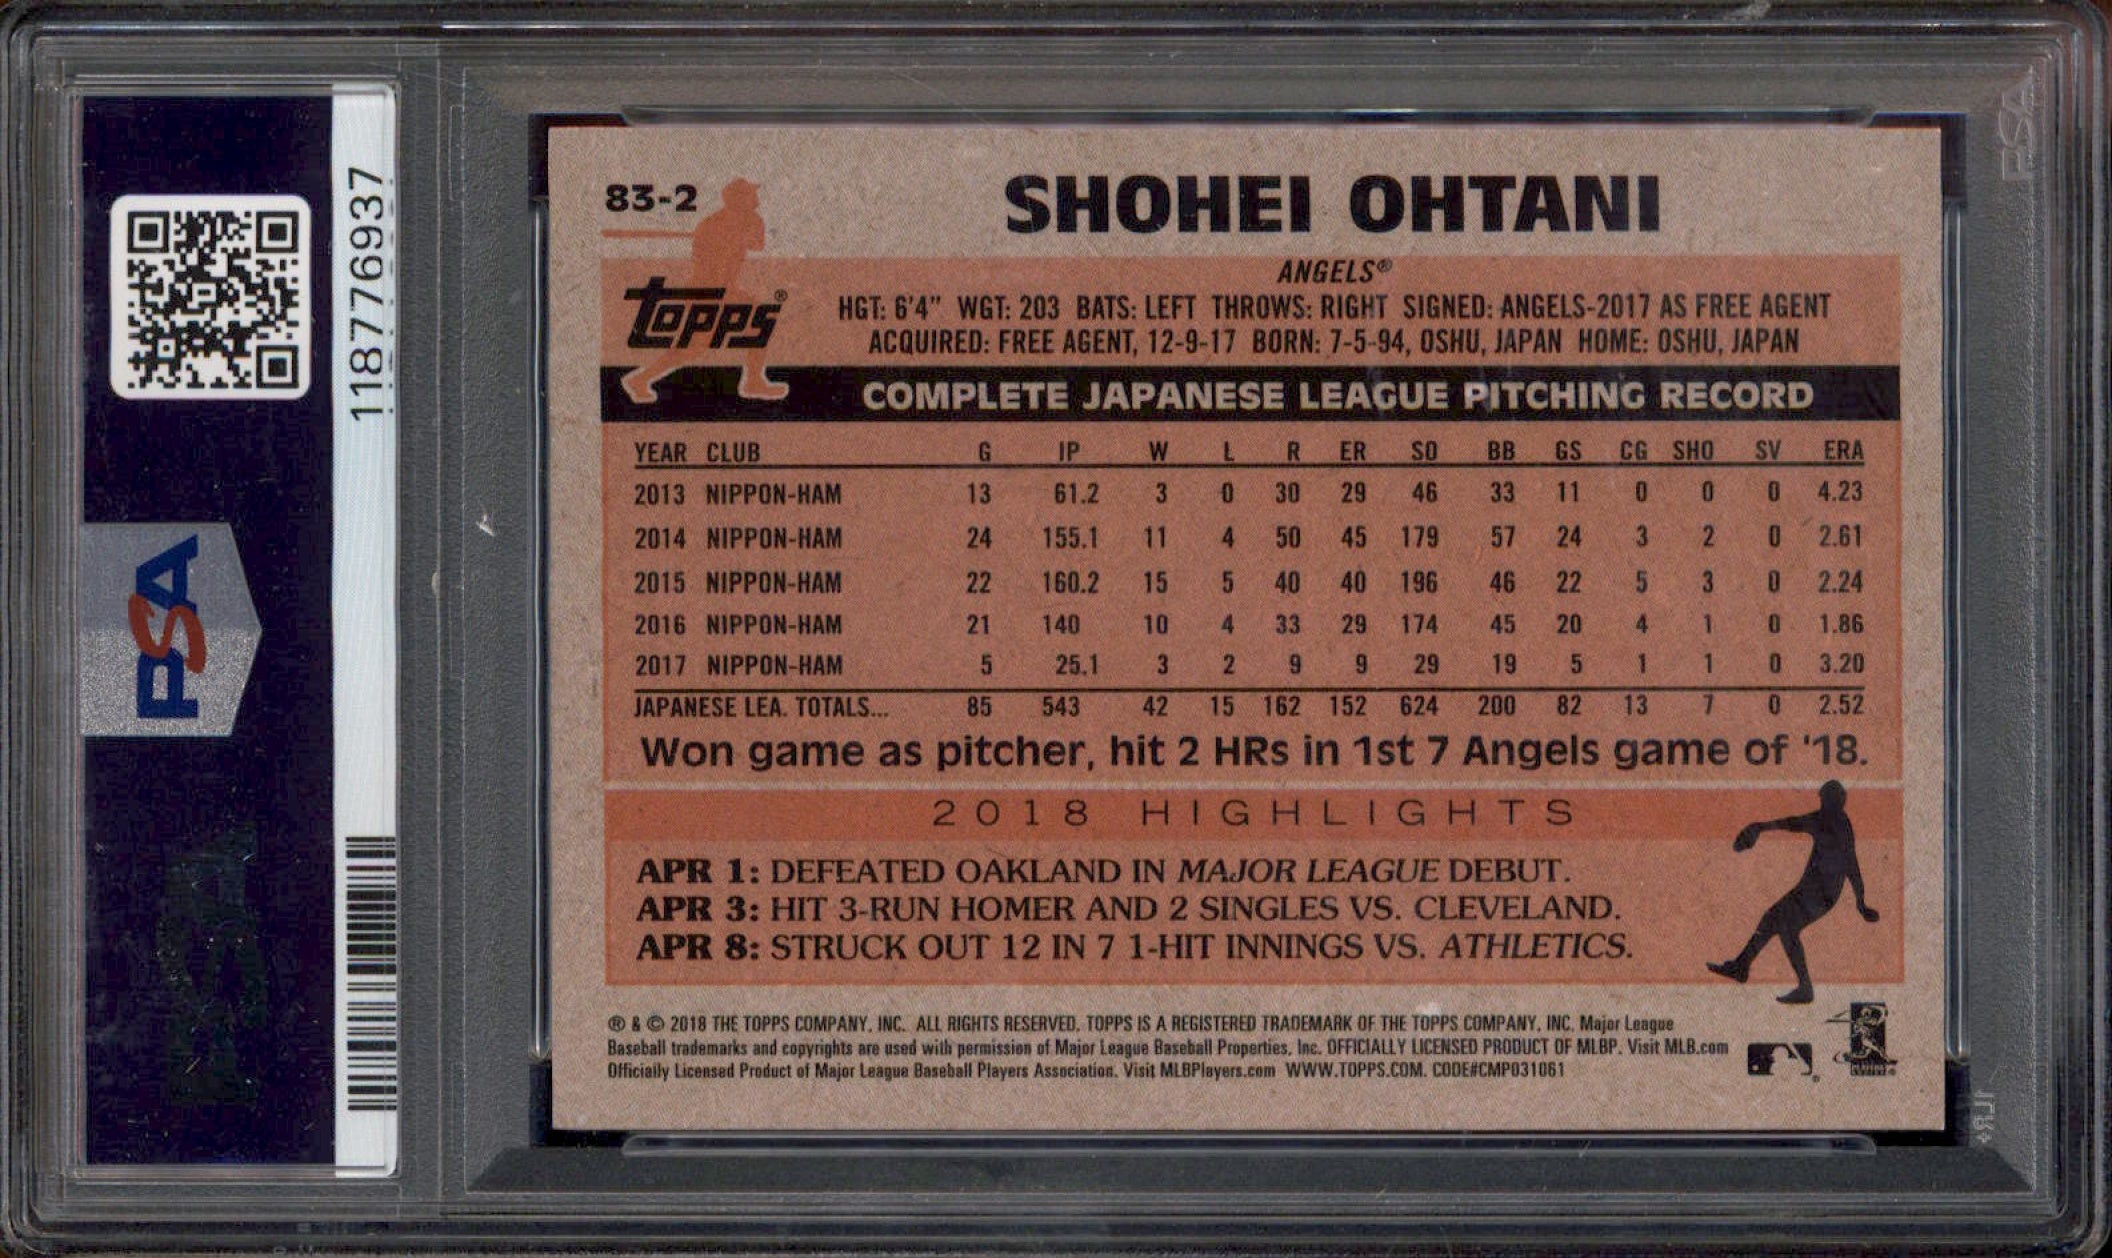 118776937
PSA
83-2
SHOHEI OHTANI
topps®
ANGELS®
HGT: 6'4" WGT: 203 BATS: LEFT THROWS: RIGHT SIGNED: ANGELS-2017 AS FREE AGENT
ACQUIRED: FREE AGENT, 12-9-17 BORN: 7-5-94, OSHU, JAPAN HOME: OSHU, JAPAN
COMPLETE JAPANESE LEAGUE PITCHING RECORD
YEAR CLUB G IP W L R ER SO BB GS CG SHO SV ERA
2013 NIPPON-HAM 13 61.2 3 0 30 29 46 33 11 0 0 0 4.23
2014 NIPPON-HAM 24 155.1 11 4 50 45 179 57 24 3 2 0 2.61
2015 NIPPON-HAM 22 160.2 15 5 40 40 196 46 22 5 3 0 2.24
2016 NIPPON-HAM 21 140 10 4 33 29 174 45 20 4 1 0 1.86
2017 NIPPON-HAM 5 25.1 3 2 9 9 29 19 5 1 1 0 3.20
JAPANESE LEA. TOTALS... 85 543 42 15 162 152 624 200 82 13 7 0 2.52
Won game as pitcher, hit 2 HRs in 1st 7 Angels game of '18.
2018 HIGHLIGHTS
APR 1: DEFEATED OAKLAND IN MAJOR LEAGUE DEBUT.
APR 3: HIT 3-RUN HOMER AND 2 SINGLES VS. CLEVELAND.
APR 8: STRUCK OUT 12 IN 7 1-HIT INNINGS VS. ATHLETICS.
® & © 2018 THE TOPPS COMPANY, INC. ALL RIGHTS RESERVED. TOPPS IS A REGISTERED TRADEMARK OF THE TOPPS COMPANY, INC. Major League
Baseball trademarks and copyrights are used with permission of Major League Baseball Properties, Inc. OFFICIALLY LICENSED PRODUCT OF MLBP. Visit MLB.com
Officially Licensed Product of Major League Baseball Players Association. Visit MLBPlayers.com WWW.TOPPS.COM. CODE#CMP031061
PSA